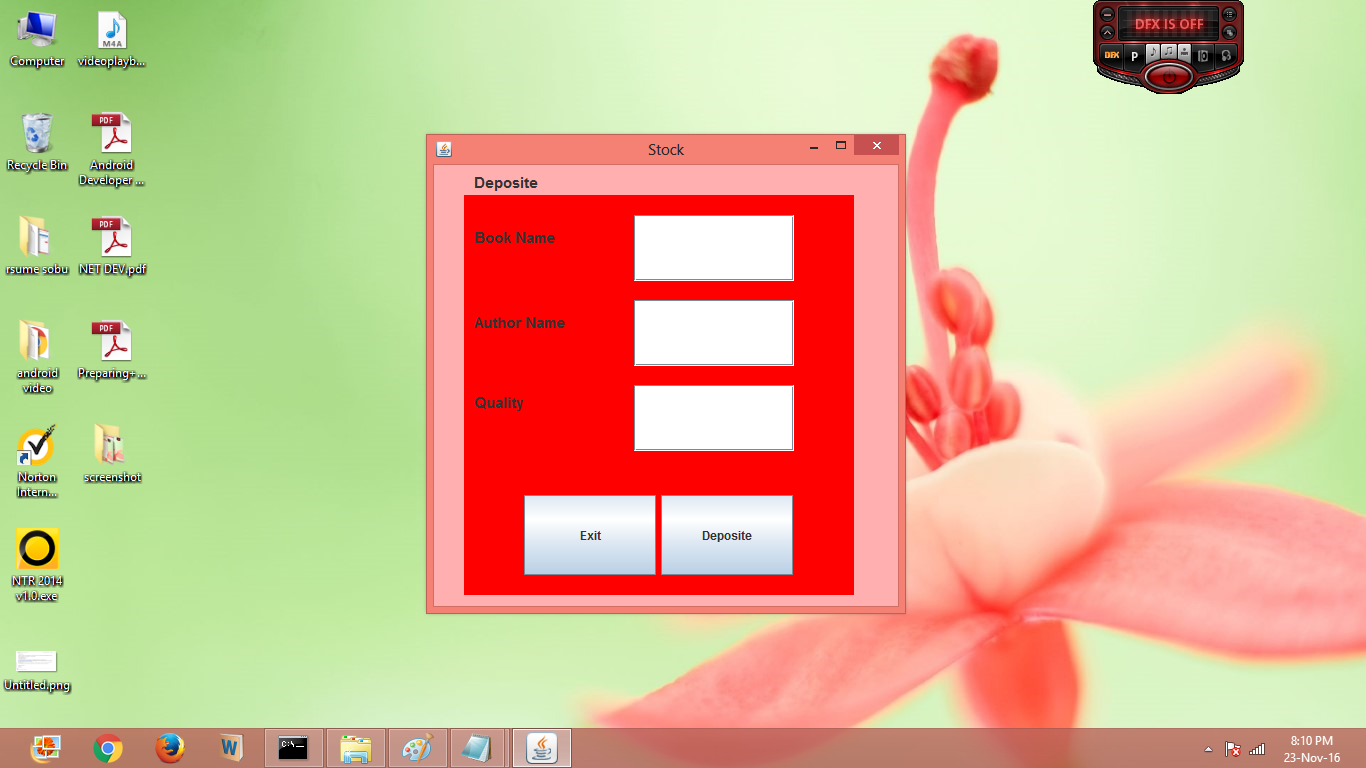 Computer
videoplayb...
Recycle Bin
Android
Developer ...
rsume sobu
NET DEV.pdf
android
video
Preparing+...
Norton
Intern...
screenshot
NTR 2014
v1.0.exe
Untitled.png
M4A
PDF
PDF
PDF
DFX IS OFF
DFX
P
Stock
Deposite
Book Name
Author Name
Quality
Exit
Deposite
W
C:\_
8:10 PM
23-Nov-16